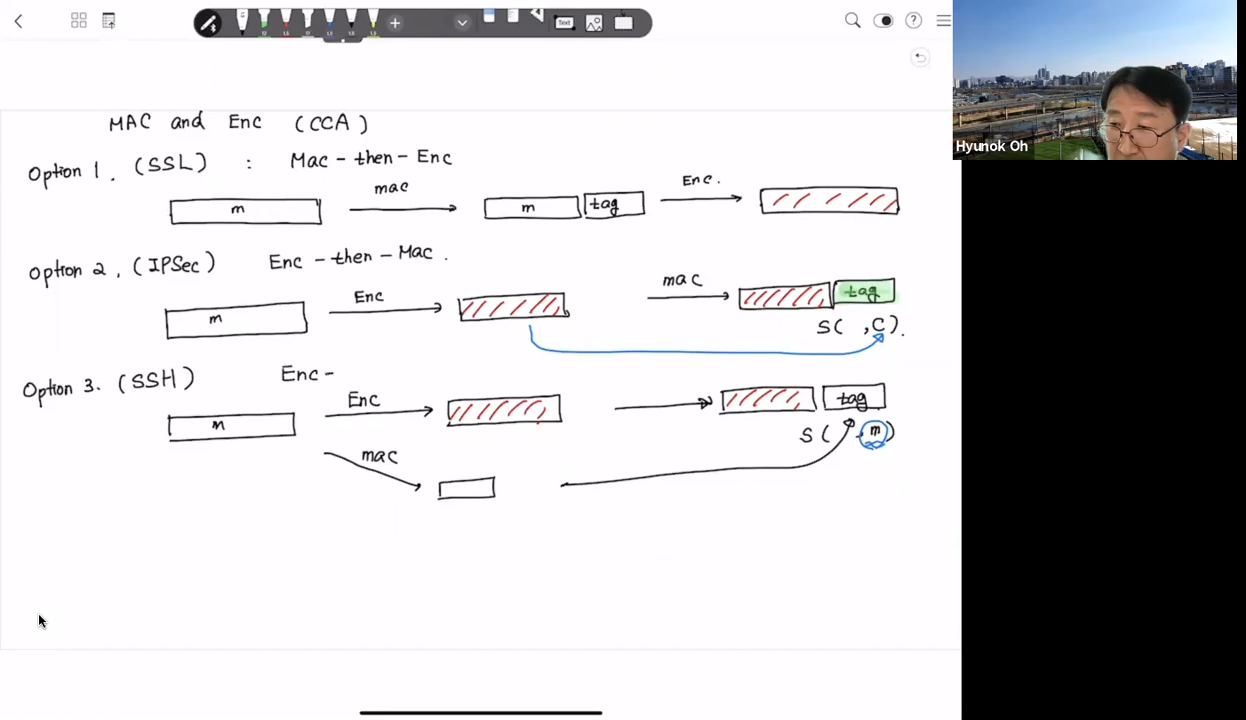 Text
Hyunok Oh
MAC and Enc (CCA)
Option 1. (SSL) : Mac-then-Enc
m mac m tag Enc.
Option 2. (IPSec) Enc-then-Mac.
m Enc mac tag
S( ,C).
Option 3. (SSH) Enc-
m Enc tag
S( ,m)
mac